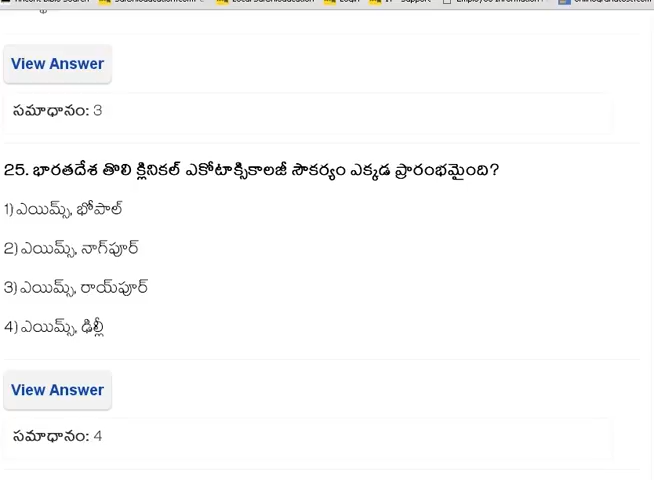 View Answer
సమాధానం: 3
25. భారతదేశ తొలి క్లినికల్ ఎకోటాక్సికాలజీ సౌకర్యం ఎక్కడ ప్రారంభమైంది?
1) ఎయిమ్స్, భోపాల్
2) ఎయిమ్స్, నాగ్‌పూర్
3) ఎయిమ్స్, రాయ్‌పూర్
4) ఎయిమ్స్, ఢిల్లీ
View Answer
సమాధానం: 4